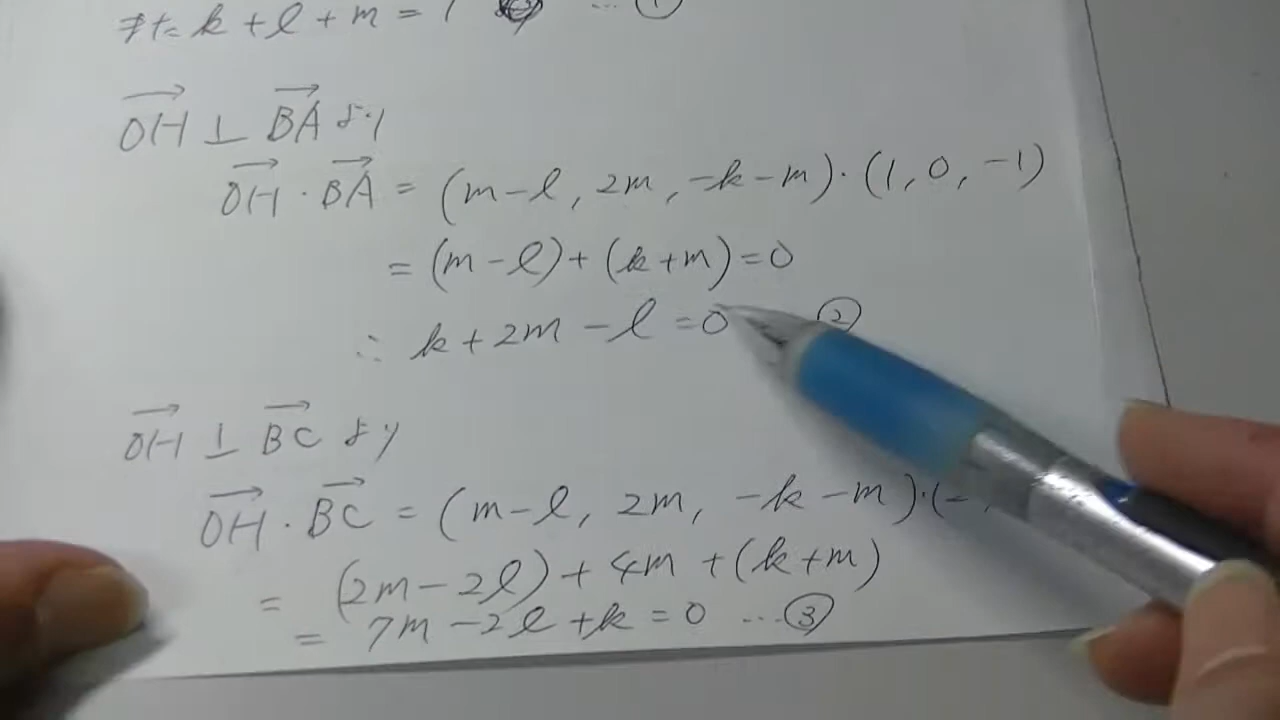 また k + l + m = 1 … ①
→OH ⊥ →BA より
→OH · →BA = (m - l, 2m, -k - m) · (1, 0, -1)
= (m - l) + (k + m) = 0
∴ k + 2m - l = 0 ②
→OH ⊥ →BC より
→OH · →BC = (m - l, 2m, -k - m) · (-
= (2m - 2l) + 4m + (k + m)
= 7m - 2l + k = 0 … ③